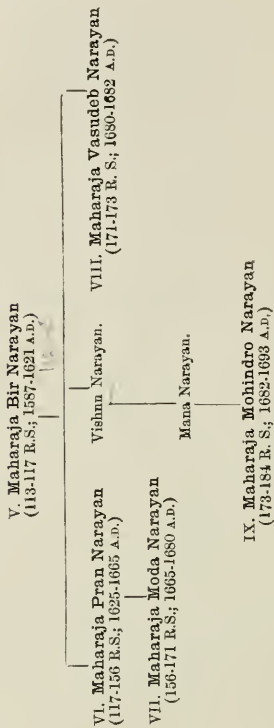 V. Maharaja Bir Narayan
(113-117 R.S.; 1587-1621 A.D.)
VI. Maharaja Pran Narayan
(117-156 R.S.; 1625-1665 A.D.)
Vishnu Narayan.
VIII. Maharaja Vasudeb Narayan
(171-173 R. S.; 1680-1682 A.D.)
VII. Maharaja Moda Narayan
(156-171 R.S.; 1665-1680 A.D.)
Mana Narayan.
IX. Maharaja Mohindro Narayan
(173-184 R. S.; 1682-1693 A.D.)